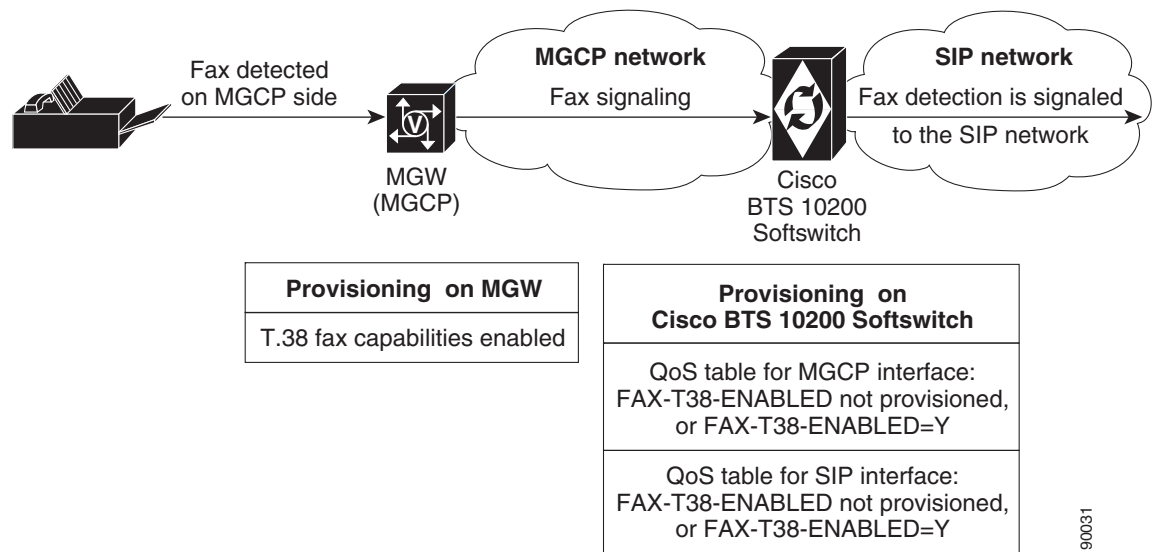 Fax detected
on MGCP side
MGW
(MGCP)
V
MGCP network
Fax signaling
Cisco
BTS 10200
Softswitch
SIP network
Fax detection is signaled
to the SIP network
Provisioning on MGW
T.38 fax capabilities enabled
Provisioning on
Cisco BTS 10200 Softswitch
QoS table for MGCP interface:
FAX-T38-ENABLED not provisioned,
or FAX-T38-ENABLED=Y
QoS table for SIP interface:
FAX-T38-ENABLED not provisioned,
or FAX-T38-ENABLED=Y
90031